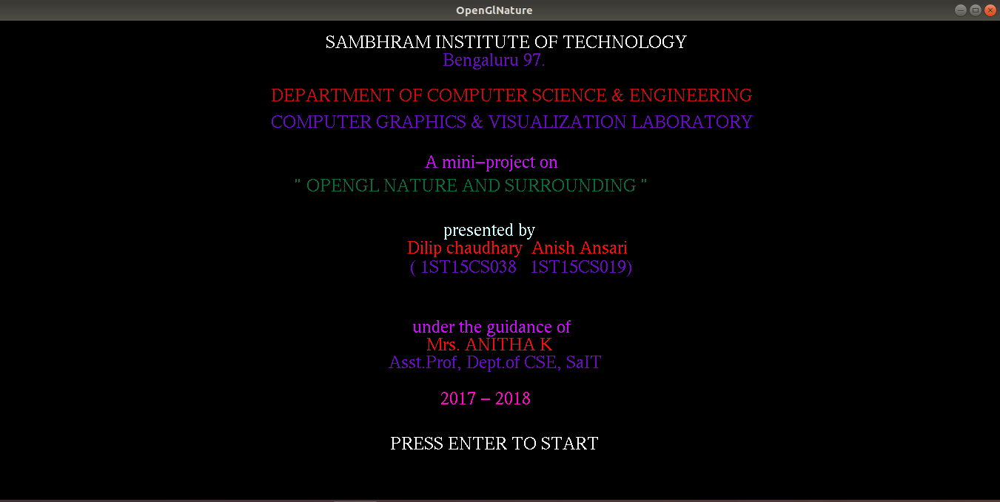 OpenGlNature
SAMBHRAM INSTITUTE OF TECHNOLOGY
Bengaluru 97.
DEPARTMENT OF COMPUTER SCIENCE & ENGINEERING
COMPUTER GRAPHICS & VISUALIZATION LABORATORY
A mini-project on
" OPENGL NATURE AND SURROUNDING "
presented by
Dilip chaudhary  Anish Ansari
( 1ST15CS038   1ST15CS019)
under the guidance of
Mrs. ANITHA K
Asst.Prof, Dept.of CSE, SaIT
2017 - 2018
PRESS ENTER TO START